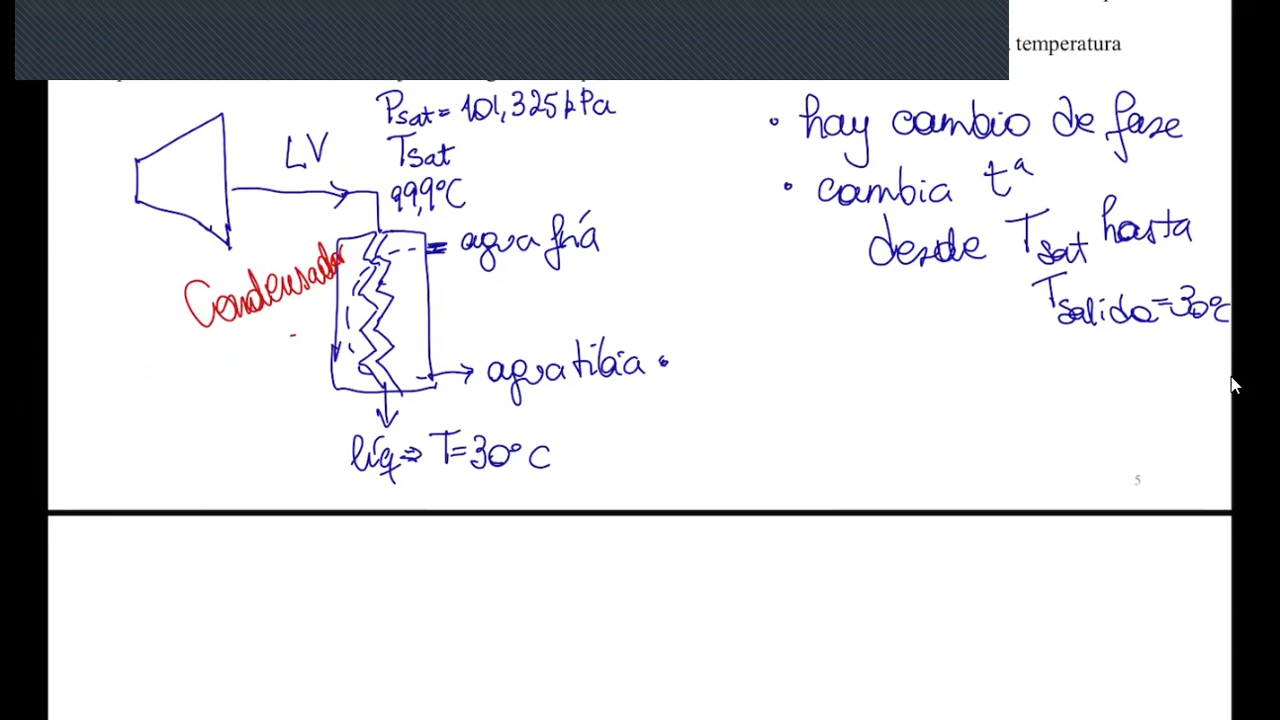 temperatura
Psat = 101,325 kPa
LV
Tsat
99,9°C
• hay cambio de fase
• cambia tª
desde Tsat hasta
Tsalida = 30°C
Condensador
agua fría
agua tibia
líq => T=30°C
5